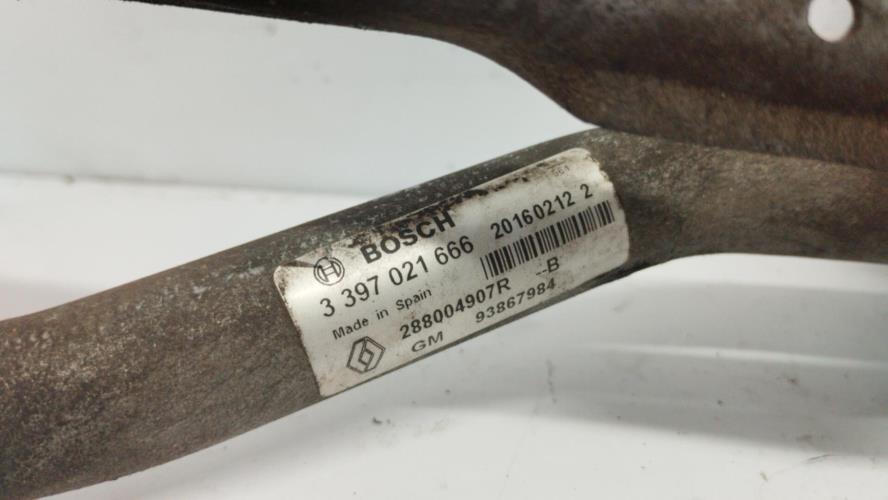 BOSCH
3 397 021 666 20160212 2
Made in Spain
288004907R --B
GM 93867984